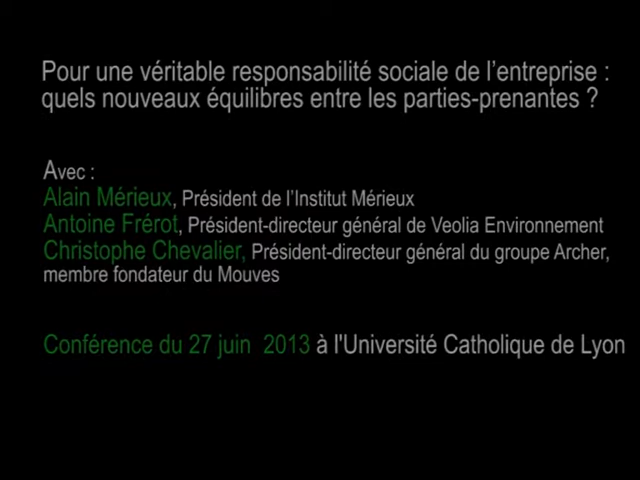 Pour une véritable responsabilité sociale de l’entreprise :
quels nouveaux équilibres entre les parties-prenantes ?
Avec :
Alain Mérieux, Président de l’Institut Mérieux
Antoine Frérot, Président-directeur général de Veolia Environnement
Christophe Chevalier, Président-directeur général du groupe Archer,
membre fondateur du Mouves
Conférence du 27 juin 2013 à l'Université Catholique de Lyon